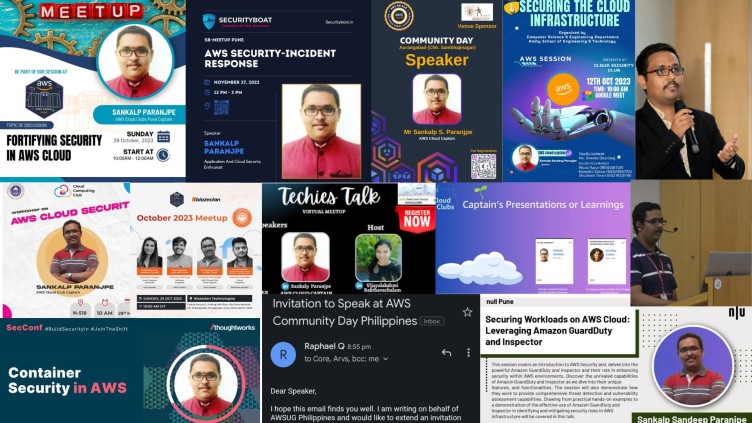 MEETUP
BE PART OF OUR SESSION AT
aws
SANKALP PARANJPE
AWS Cloud Clubs Pune Captain
TOPIC OF DISCUSSION
FORTIFYING SECURITY
IN AWS CLOUD
SUNDAY
29 October, 2023
START AT
10:00AM - 12:00AM
SECURITYBOAT
Securityboat.in
SB-MEETUP PUNE
AWS SECURITY-INCIDENT
RESPONSE
NOVEMBER 27, 2022
12 PM - 3 PM
Speaker
SANKALP
PARANJPE
Application And Cloud Security
Enthusiast
Venue Sponsor
COMMUNITY DAY
Aurangabad (Chh. Sambhajinagar)
Speaker
Mr Sankalp S. Paranjpe
AWS Cloud Captain
For Registration:
SECURING THE CLOUD
INFRASTRUCTURE
Organized by
Computer Science & Engineering Department
Amity School of Engineering & Technology
AWS SESSION
PRESENTED BY
CLOUD SECURITY
CLUB
aws
12TH OCT 2023
TIME: 10:00 AM
GOOGLE MEET
Cloud
Computing
Club
WORKSHOP ON
AWS CLOUD SECURIT
SANKALP PARANJPE
AWS Cloud Club Captain
N-518
10 AM
#blazeclan
October 2023 Meetup
SUNDAY, 29 OCT 2023
Blazeclan Technologies
10:00 AM IST
Techies Talk
VIRTUAL MEETUP
REGISTER
NOW
peakers
Host
Sankalp Paranjpe
Vijayalakshmi
loud
Clubs
Captain's Presentations or Learnings
SecConf #BuildSecurityIn #JoinTheShift
/thoughtworks
Container
Security in AWS
Invitation to Speak at AWS
Community Day Philippines
Inbox
R
Raphael Q 8:55 pm
to Core, Arvs, bcc: me
Dear Speaker,
I hope this email finds you well. I am writing on behalf of
AWSUG Philippines and would like to extend an invitation
null Pune
Securing Workloads on AWS Cloud:
Leveraging Amazon GuardDuty
and Inspector
This session covers an introduction to AWS Security and, delves into the
powerful Amazon GuardDuty and Inspector and their role in enhancing
security within AWS environments. Discover the unrivaled capabilities
of Amazon GuardDuty and Inspector as we dive into their unique
features, and functionalities. The session will also demonstrate how
they work to provide comprehensive threat detection and vulnerability
assessment capabilities. Drawing from practical hands-on examples to
a demonstration of the effective use of Amazon GuardDuty and
Inspector in identifying and mitigating security risks in AWS
infrastructure will be covered in this talk.
n|u
Sankalp Sandeep Paranjpe